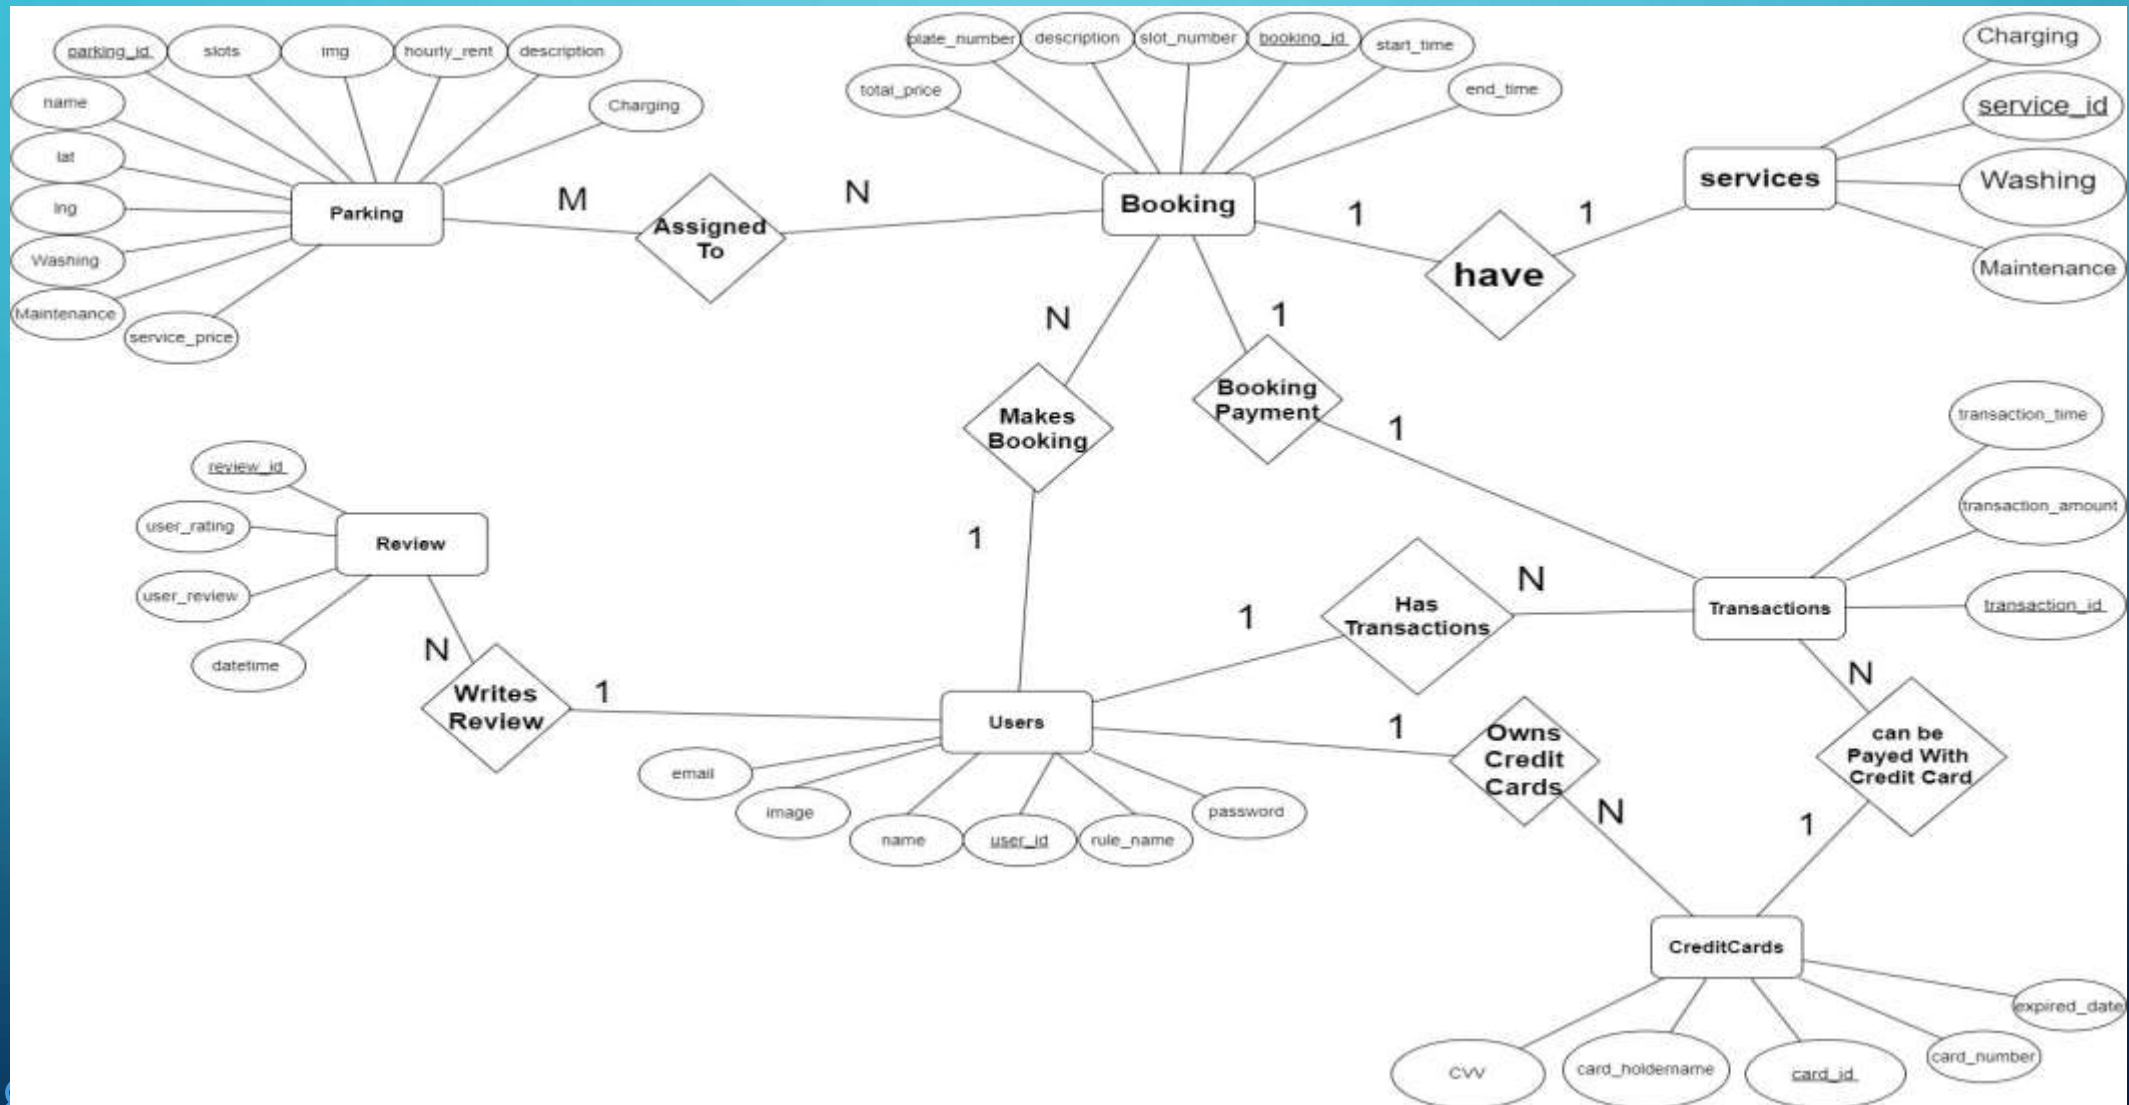 parking_id
slots
img
hourly_rent
description
name
Charging
lat
lng
Washing
Maintenance
service_price
Parking
M
Assigned
To
N
plate_number
description
slot_number
booking_id
start_time
total_price
end_time
Booking
1
have
1
services
Charging
service_id
Washing
Maintenance
N
Makes
Booking
1
1
Booking
Payment
1
transaction_time
transaction_amount
transaction_id
Transactions
review_id
user_rating
user_review
datetime
Review
N
Writes
Review
1
Users
email
image
name
user_id
rule_name
password
1
Has
Transactions
N
1
Owns
Credit
Cards
N
N
can be
Payed With
Credit Card
1
CreditCards
CVV
card_holdername
card_id
card_number
expired_date